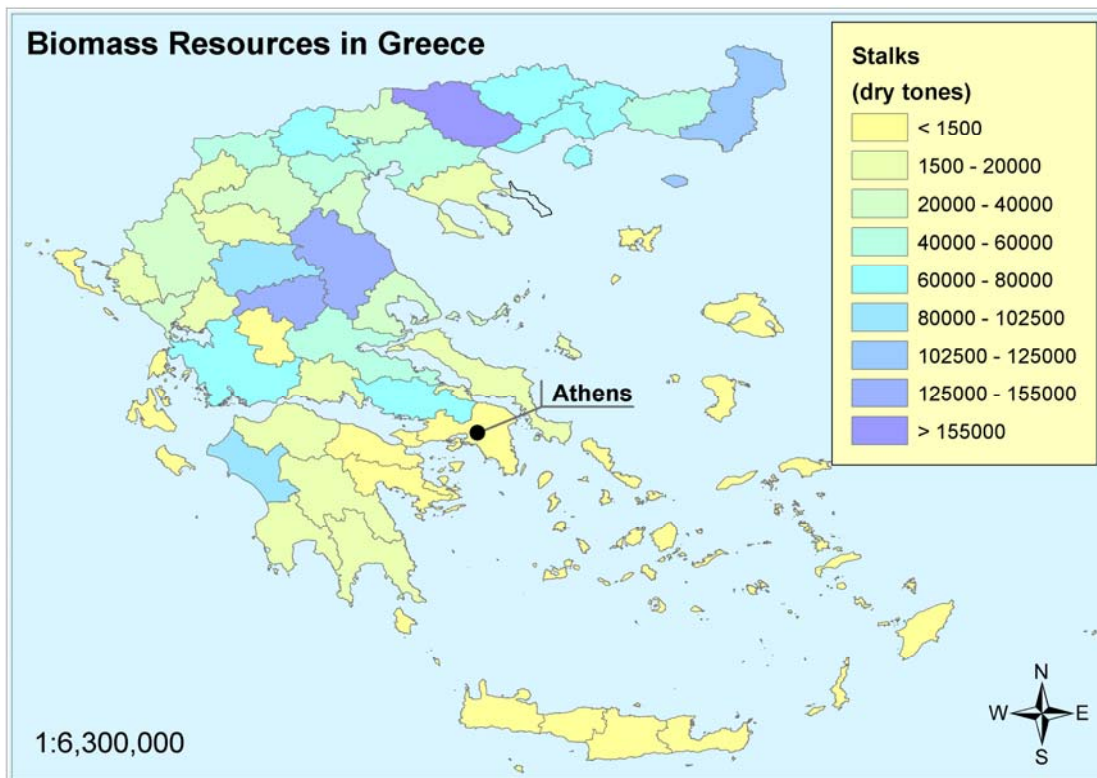 Biomass Resources in Greece
Stalks
(dry tones)
< 1500
1500 - 20000
20000 - 40000
40000 - 60000
60000 - 80000
80000 - 102500
102500 - 125000
125000 - 155000
> 155000
Athens
N
W E
S
1:6,300,000